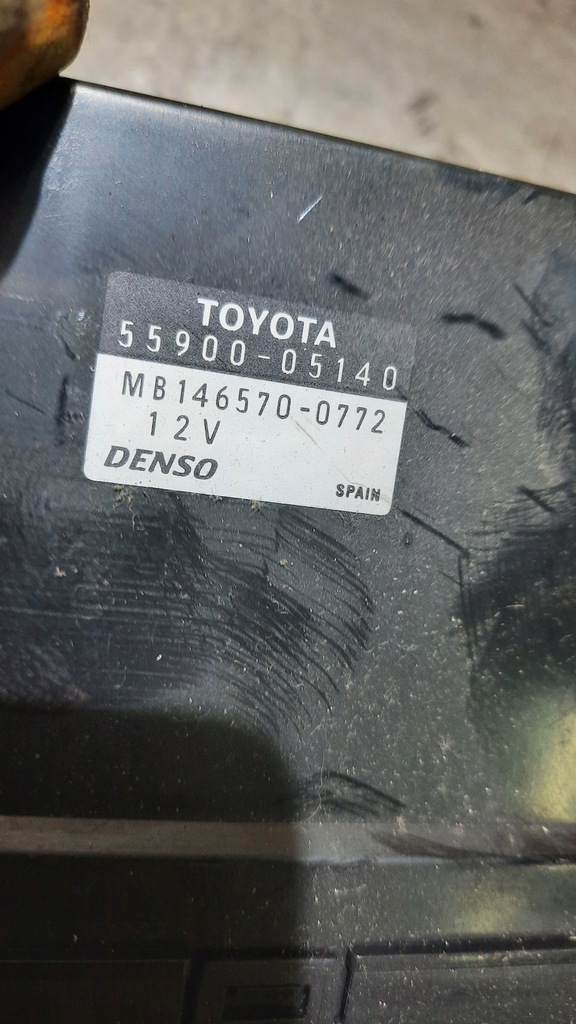 TOYOTA
55900-05140
MB146570-0772
12V
DENSO
SPAIN